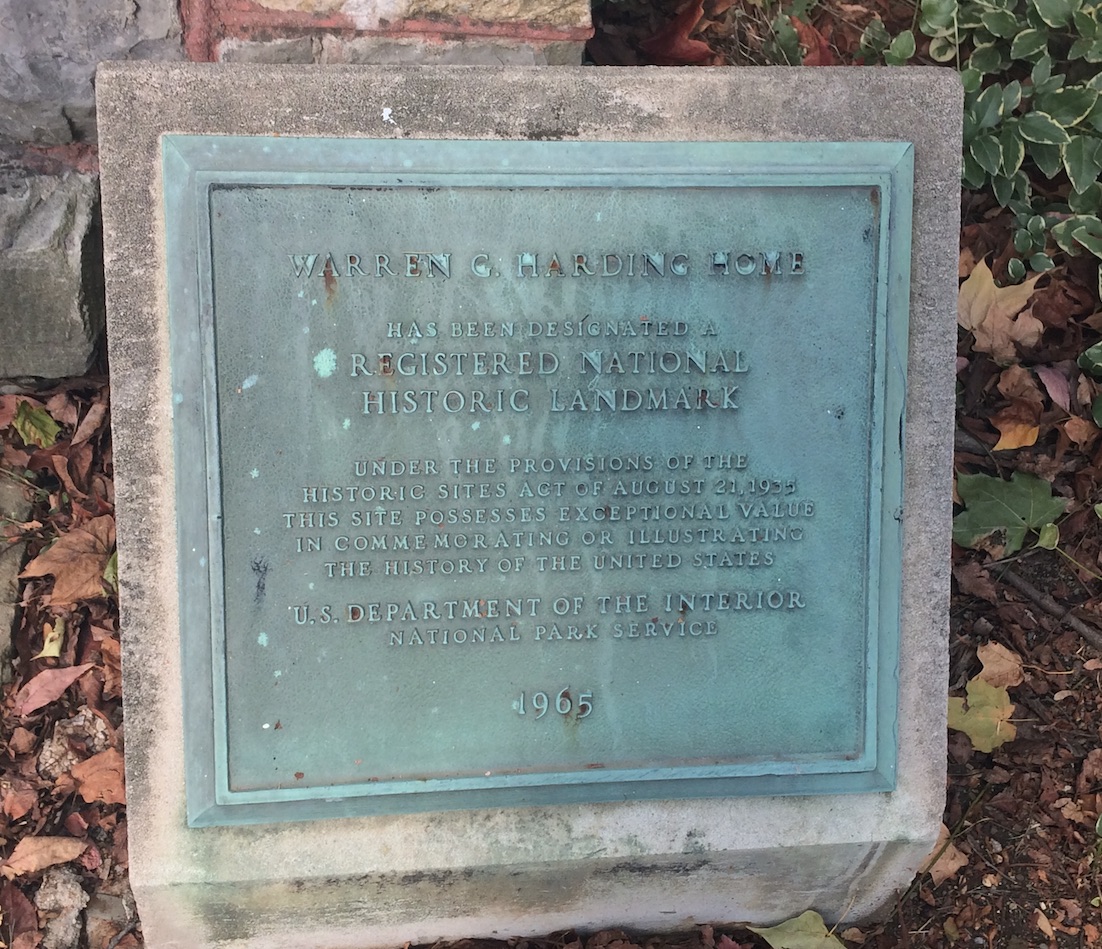 WARREN G. HARDING HOME
HAS BEEN DESIGNATED A
REGISTERED NATIONAL
HISTORIC LANDMARK
UNDER THE PROVISIONS OF THE
HISTORIC SITES ACT OF AUGUST 21, 1935
THIS SITE POSSESSES EXCEPTIONAL VALUE
IN COMMEMORATING OR ILLUSTRATING
THE HISTORY OF THE UNITED STATES
U.S. DEPARTMENT OF THE INTERIOR
NATIONAL PARK SERVICE
1965